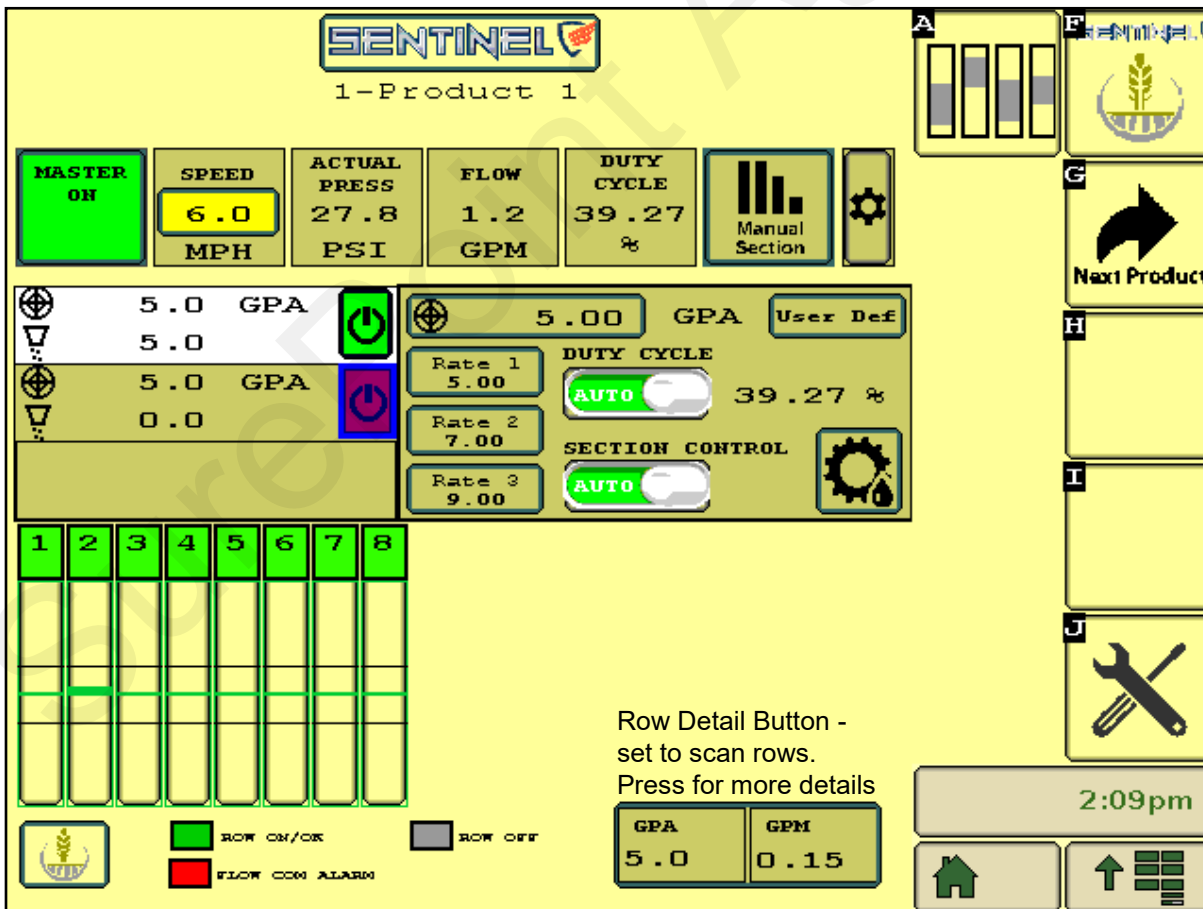 SENTINEL
1-Product 1
MASTER
ON
SPEED
6.0
MPH
ACTUAL
PRESS
27.8
PSI
FLOW
1.2
GPM
DUTY
CYCLE
39.27
%
Manual
Section
5.0 GPA
5.0
5.0 GPA
0.0
5.00 GPA
User Def
Rate 1
5.00
Rate 2
7.00
Rate 3
9.00
DUTY CYCLE
AUTO
39.27 %
SECTION CONTROL
AUTO
1 2 3 4 5 6 7 8
ROW ON/OK
ROW OFF
FLOW COM ALARM
Row Detail Button -
set to scan rows.
Press for more details
GPA
5.0
GPM
0.15
A
F
SENTINEL
G
Next Product
H
I
J
2:09pm